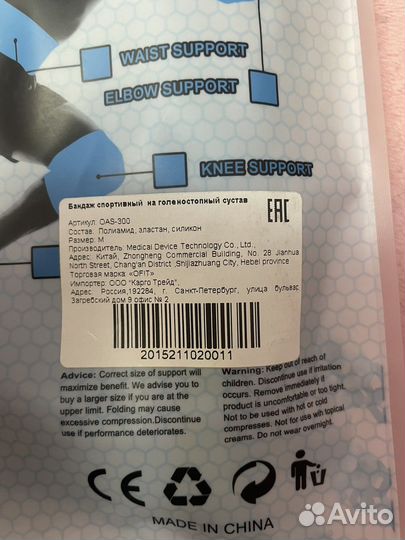 WAIST SUPPORT
ELBOW SUPPORT
KNEE SUPPORT
Бандаж спортивный на голеностопный сустав
Артикул: OAS-300
Состав: Полиамид, эластан, силикон
Размер: M
Производитель: Medical Device Technology Co., Ltd.,
Адрес: Китай, Zhongheng Commercial Building, No. 28 Jianhua
North Street, Chang'an District ,Shijiazhuang City, Hebei province
Торговая марка «OFIT»
Импортер: ООО "Карго Трейд",
Адрес: Россия,192284, г. Санкт-Петербург, улица бульвар
Загребский дом 9 офис № 2
EAC
2015211020011
Advice: Correct size of support will
maximize benefit. We advise you to
buy a larger size if you are at the
upper limit. Folding may cause
excessive compression.Discontinue
use if performance deteriorates.
Warning: Keep out of reach of
children. Discontinue use if irritation
occurs. Remove immediately if
product is uncomfortable or too tight.
Not to be used with hot or cold
compresses. Not for use with topical
creams. Do not wear overnight.
CE
MADE IN CHINA
Avito